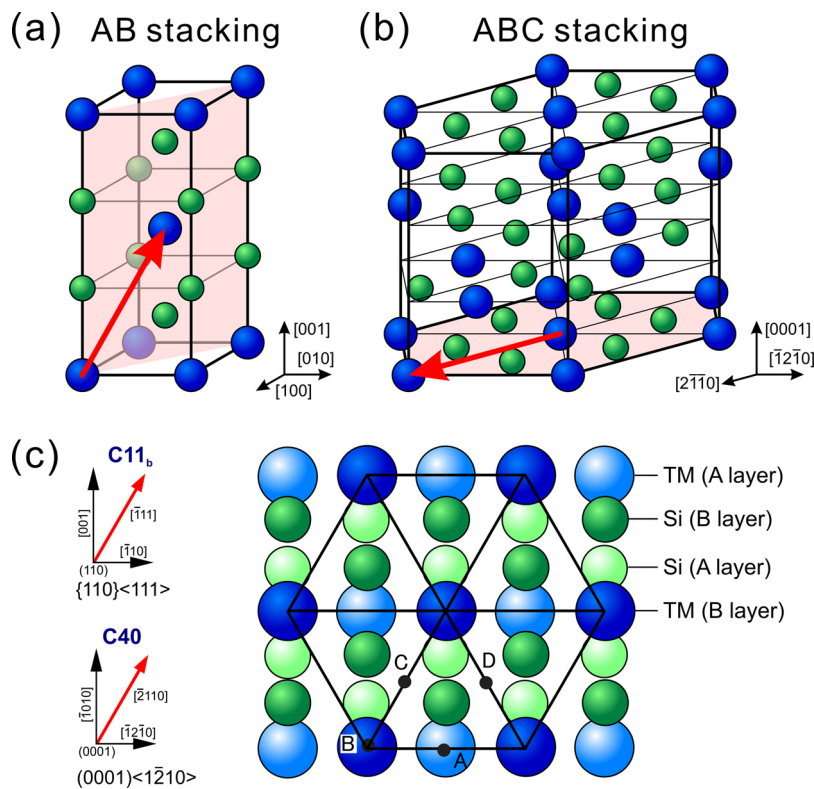 (a) AB stacking
(b) ABC stacking
[001]
[010]
[100]
[0001]
[1̄21̄0]
[21̄1̄0]
(c)
C11b
[001]
[1̄11]
[1̄10]
(110)
{110}<111>
C40
[1̄010]
[2̄110]
[1̄21̄0]
(0001)
(0001)<12̄10>
TM (A layer)
Si (B layer)
Si (A layer)
TM (B layer)
C
D
B
A